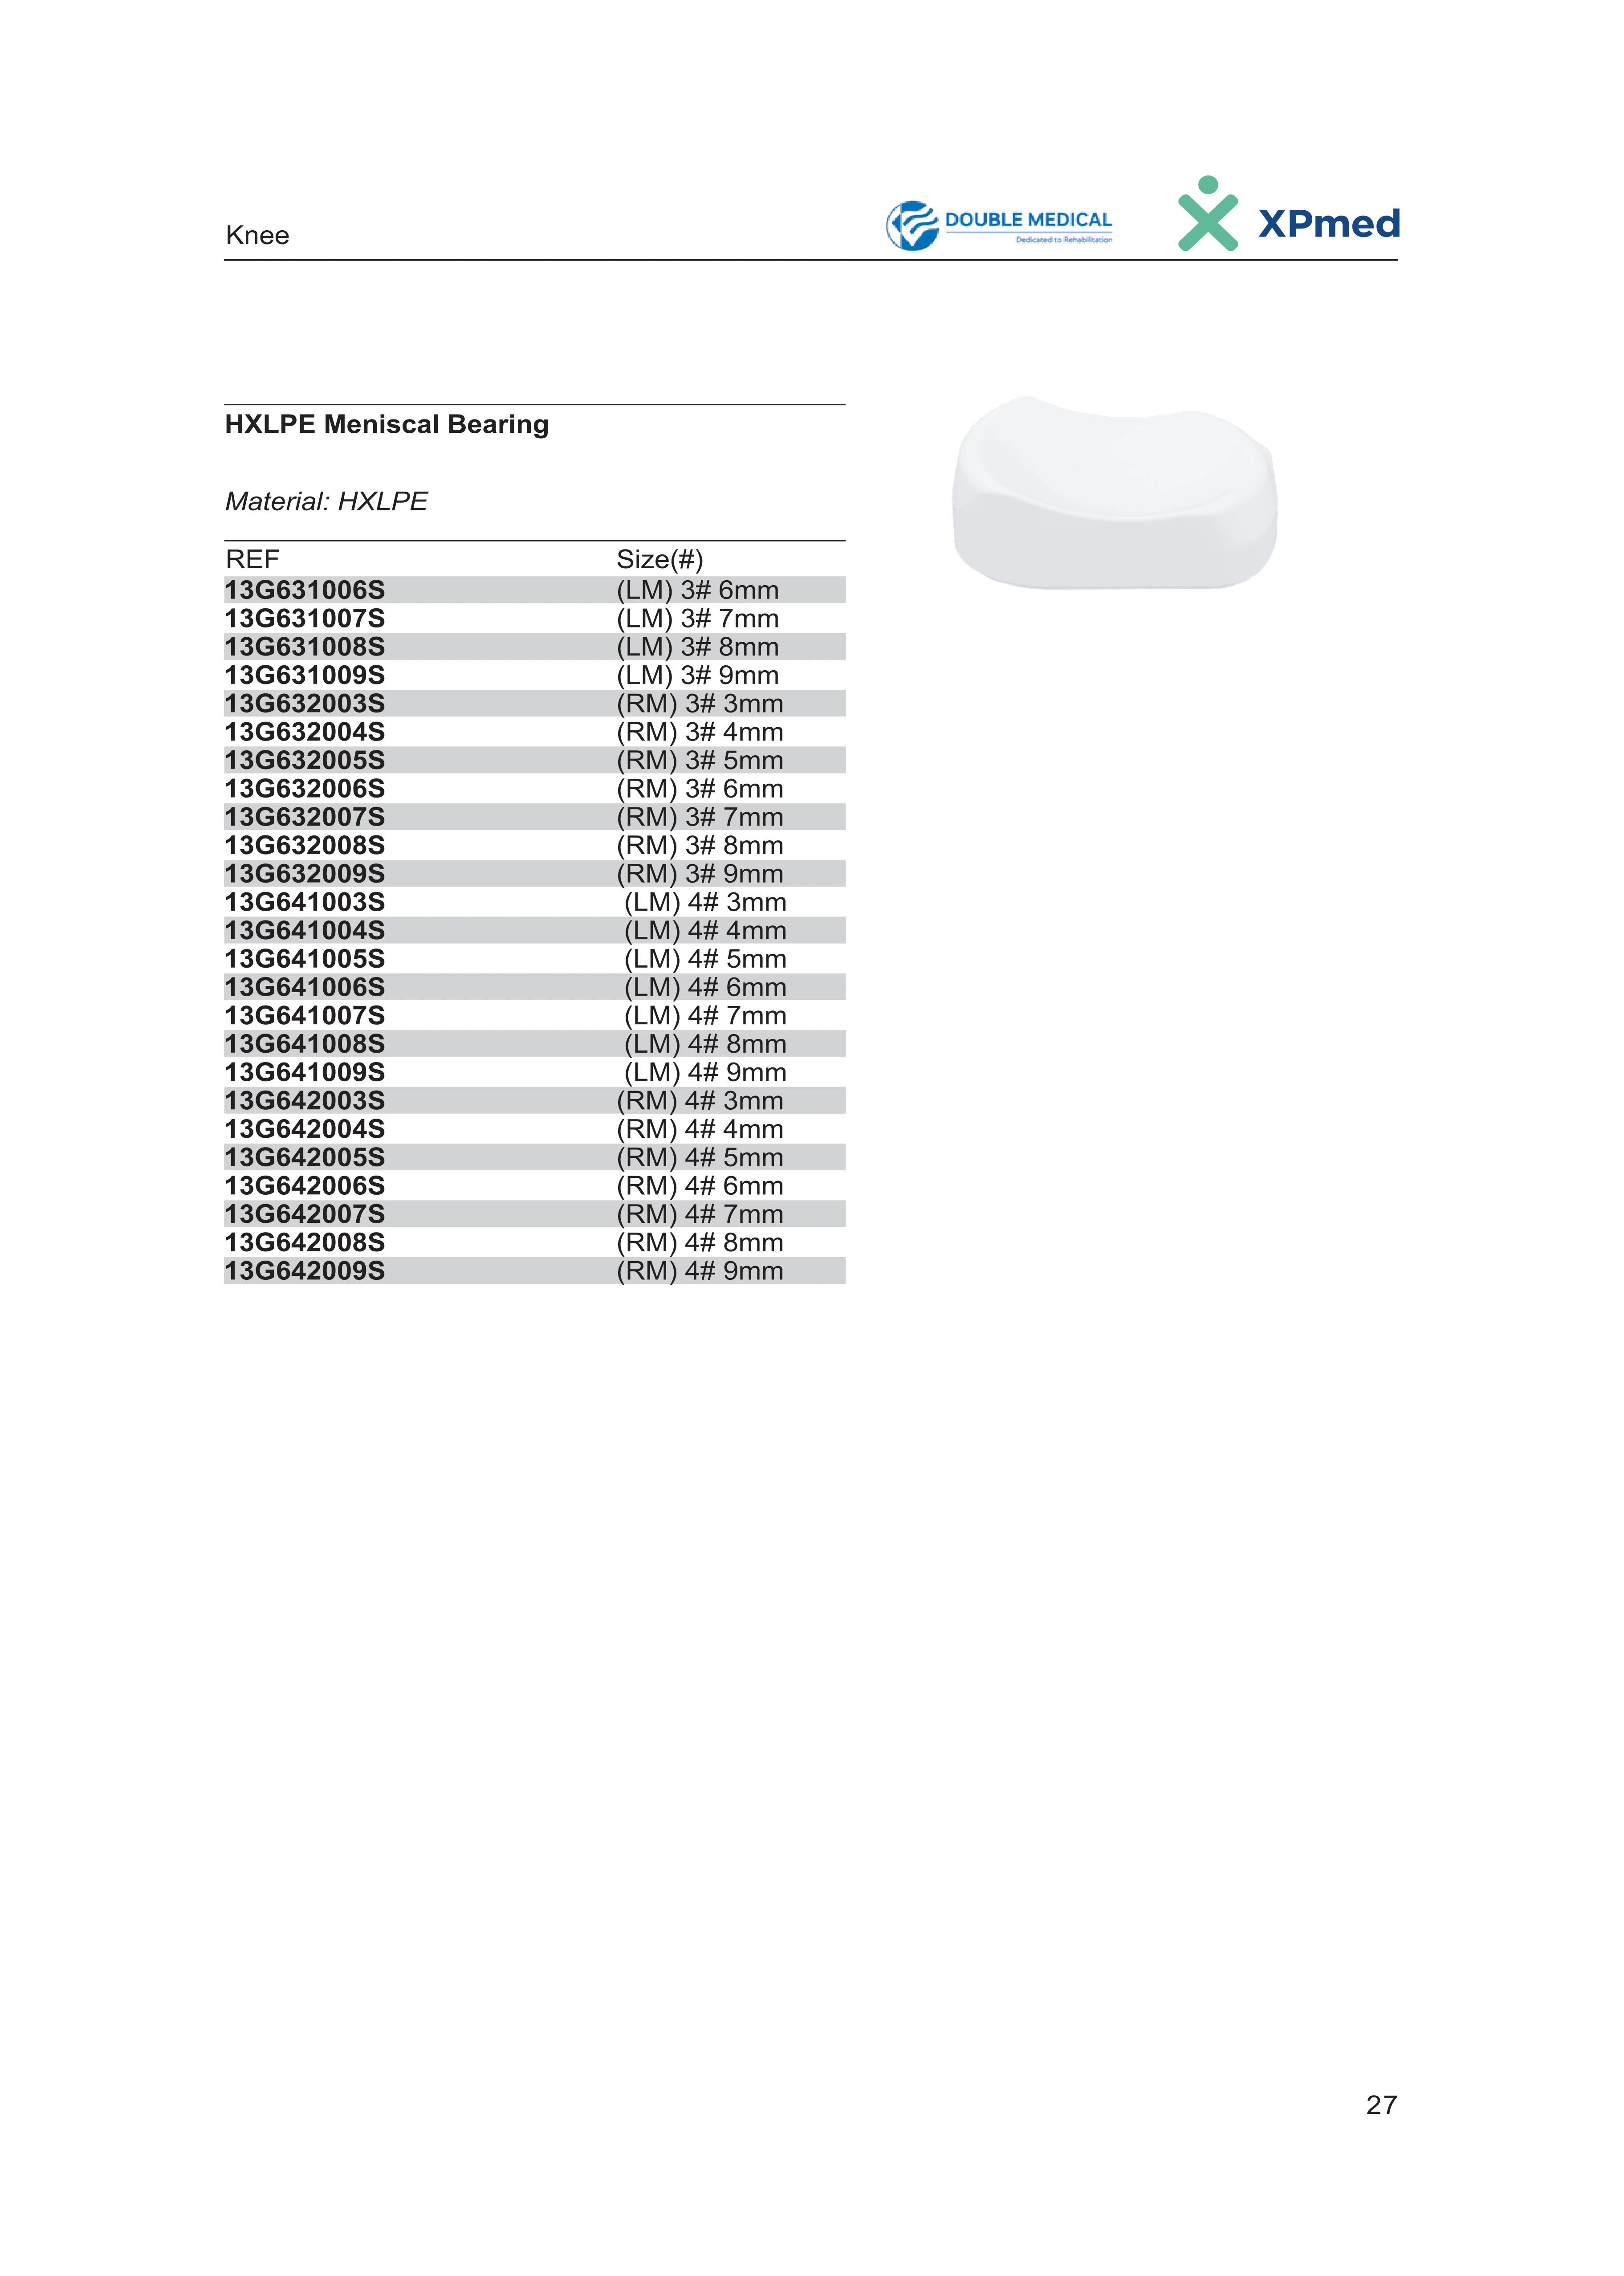 Knee
DOUBLE MEDICAL
Dedicated to Rehabilitation
XPmed
HXLPE Meniscal Bearing
Material: HXLPE
REF Size(#)
13G631006S (LM) 3# 6mm
13G631007S (LM) 3# 7mm
13G631008S (LM) 3# 8mm
13G631009S (LM) 3# 9mm
13G632003S (RM) 3# 3mm
13G632004S (RM) 3# 4mm
13G632005S (RM) 3# 5mm
13G632006S (RM) 3# 6mm
13G632007S (RM) 3# 7mm
13G632008S (RM) 3# 8mm
13G632009S (RM) 3# 9mm
13G641003S (LM) 4# 3mm
13G641004S (LM) 4# 4mm
13G641005S (LM) 4# 5mm
13G641006S (LM) 4# 6mm
13G641007S (LM) 4# 7mm
13G641008S (LM) 4# 8mm
13G641009S (LM) 4# 9mm
13G642003S (RM) 4# 3mm
13G642004S (RM) 4# 4mm
13G642005S (RM) 4# 5mm
13G642006S (RM) 4# 6mm
13G642007S (RM) 4# 7mm
13G642008S (RM) 4# 8mm
13G642009S (RM) 4# 9mm
27